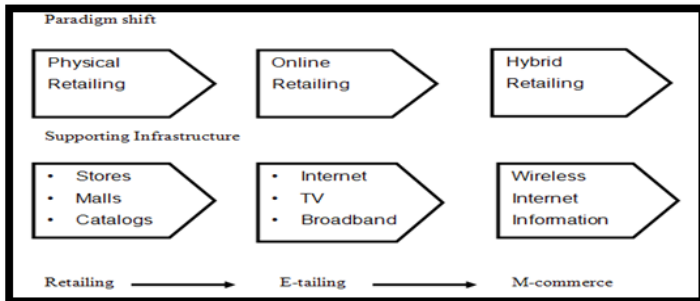 Paradigm shift
Physical
Retailing
Online
Retailing
Hybrid
Retailing
Supporting Infrastructure
• Stores
• Malls
• Catalogs
• Internet
• TV
• Broadband
Wireless
Internet
Information
Retailing
E-tailing
M-commerce